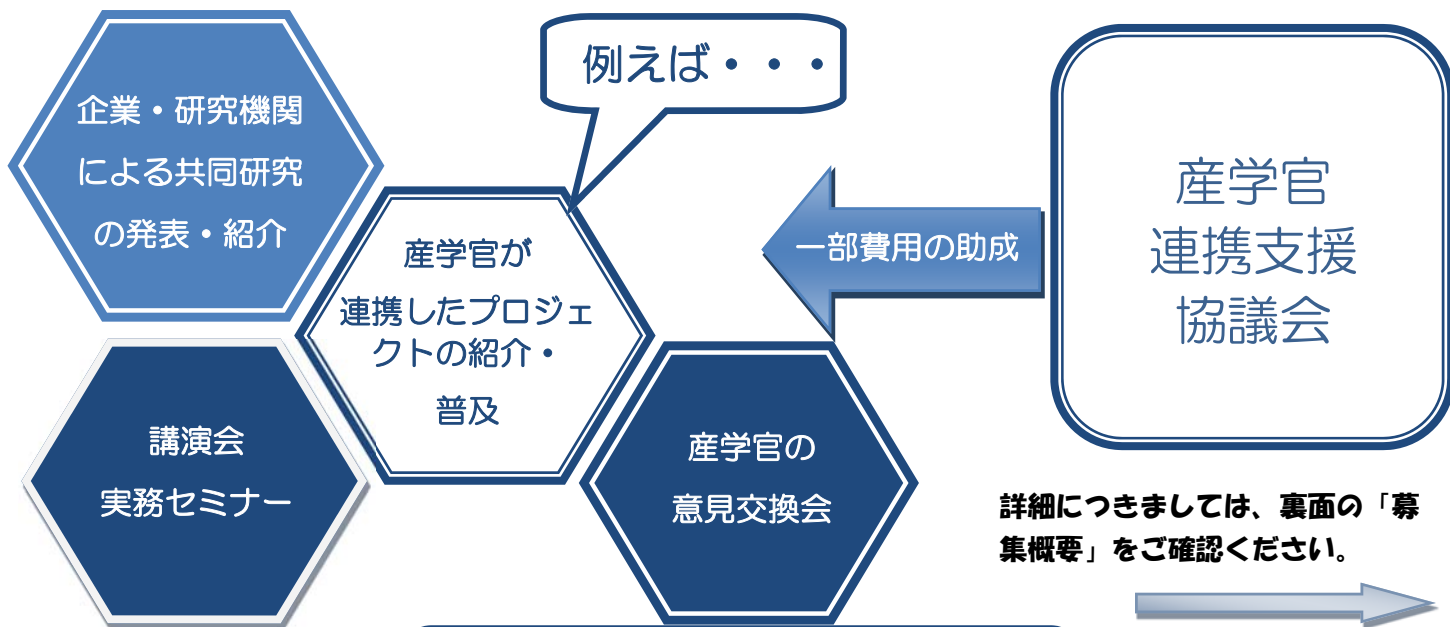 例えば・・・
企業・研究機関
による共同研究
の発表・紹介
産学官が
連携したプロジェ
クトの紹介・
普及
講演会
実務セミナー
産学官の
意見交換会
一部費用の助成
産学官
連携支援
協議会
詳細につきましては、裏面の「募
集概要」をご確認ください。